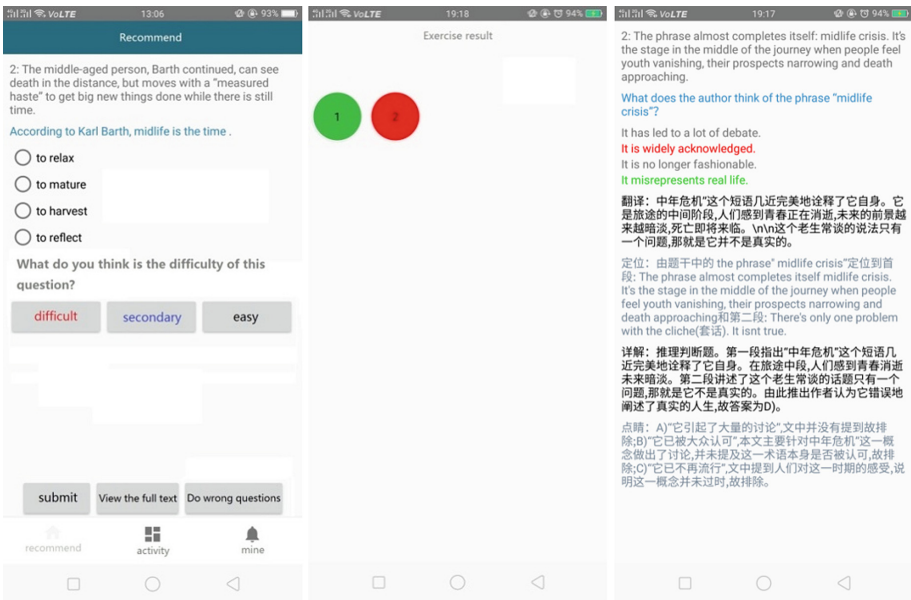 VoLTE 13:06 93%
Recommend
2: The middle-aged person, Barth continued, can see
death in the distance, but moves with a "measured
haste" to get big new things done while there is still
time.
According to Karl Barth, midlife is the time .
to relax
to mature
to harvest
to reflect
What do you think is the difficulty of this
question?
difficult
secondary
easy
submit
View the full text
Do wrong questions
recommend
activity
mine
VoLTE 19:18 94%
Exercise result
1
2
VoLTE 19:17 94%
2: The phrase almost completes itself: midlife crisis. It's
the stage in the middle of the journey when people feel
youth vanishing, their prospects narrowing and death
approaching.
What does the author think of the phrase "midlife
crisis"?
It has led to a lot of debate.
It is widely acknowledged.
It is no longer fashionable.
It misrepresents real life.
翻译：中年危机"这个短语几近完美地诠释了它自身。它
是旅途的中间阶段,人们感到青春正在消逝,未来的前景越
来越暗淡,死亡即将来临。\n\n这个老生常谈的说法只有
一个问题,那就是它并不是真实的。
定位：由题干中的 the phrase" midlife crisis"定位到首
段: The phrase almost completes itself midlife crisis.
It's the stage in the middle of the journey when people
feel youth vanishing, their prospects narrowing and
death approaching和第二段: There's only one problem
with the cliche(套话). It isnt true.
详解：推理判断题。第一段指出"中年危机"这个短语几
近完美地诠释了它自身。在旅途中段,人们感到青春消逝
未来暗淡。第二段讲述了这个老生常谈的话题只有一个
问题,那就是它不是真实的。由此推出作者认为它错误地
阐述了真实的人生,故答案为D)。
点睛：A)"它引起了大量的讨论",文中并没有提到故排
除;B)"它已被大众认可",本文主要针对中年危机"这一概
念做出了讨论,并未提及这一术语本身是否被认可,故排
除;C)"它已不再流行",文中提到人们对这一时期的感受,说
明这一概念并未过时,故排除。